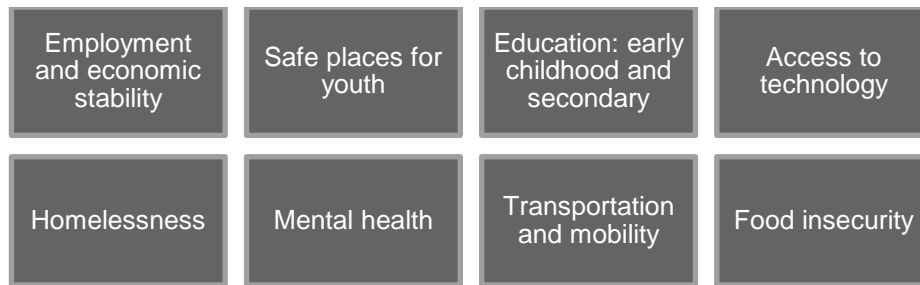 Employment
and economic
stability
Safe places for
youth
Education: early
childhood and
secondary
Access to
technology
Homelessness
Mental health
Transportation
and mobility
Food insecurity